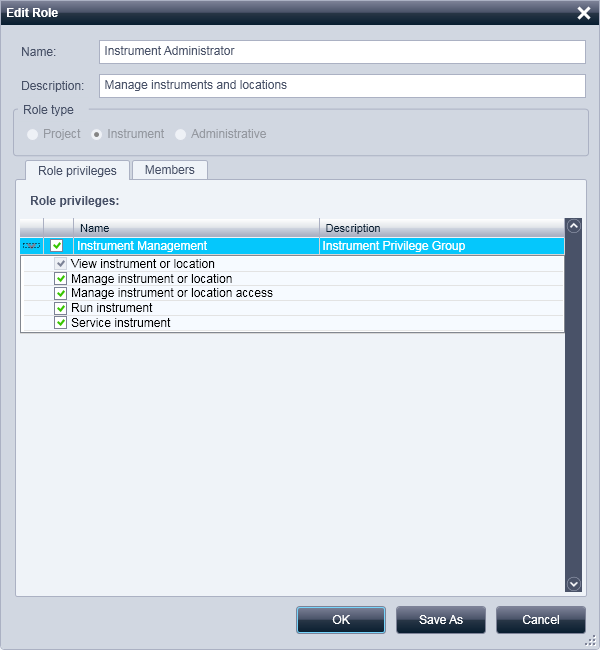 Edit Role
Name: Instrument Administrator
Description: Manage instruments and locations
Role type
Project Instrument Administrative
Role privileges Members
Role privileges:
Name Description
Instrument Management Instrument Privilege Group
View instrument or location
Manage instrument or location
Manage instrument or location access
Run instrument
Service instrument
OK Save As Cancel